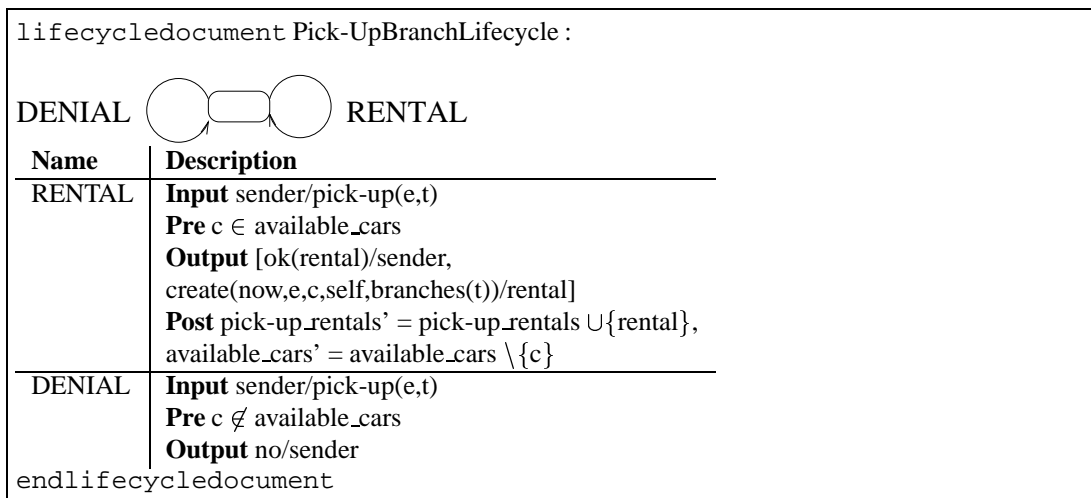 lifecycledocument Pick-UpBranchLifecycle :
DENIAL RENTAL
Name Description
RENTAL Input sender/pick-up(e,t)
Pre c ∈ available_cars
Output [ok(rental)/sender,
create(now,e,c,self,branches(t))/rental]
Post pick-up_rentals’ = pick-up_rentals ∪{rental},
available_cars’ = available_cars \{c}
DENIAL Input sender/pick-up(e,t)
Pre c ∉ available_cars
Output no/sender
endlifecycledocument